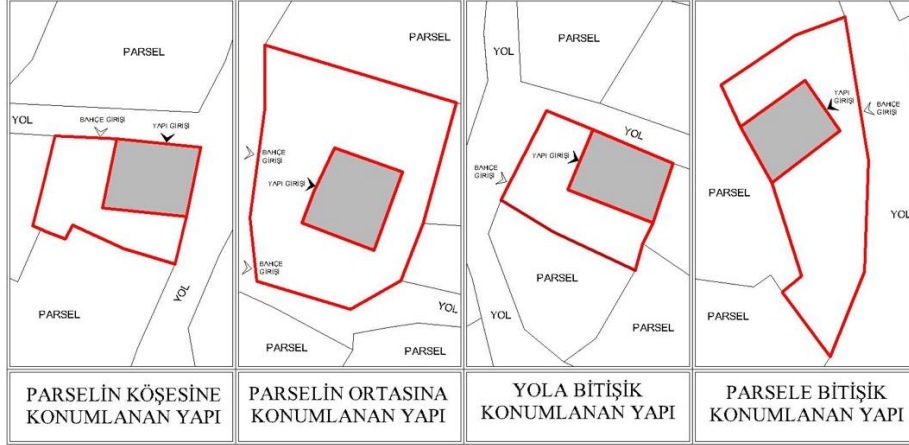 PARSEL
YOL
BAHÇE GİRİŞİ
YAPI GİRİŞİ
PARSEL
YOL
PARSELİN KÖŞESİNE
KONUMLANAN YAPI
PARSEL
BAHÇE
GİRİŞİ
YAPI GİRİŞİ
BAHÇE
GİRİŞİ
YOL
PARSEL
PARSEL
PARSELİN ORTASINA
KONUMLANAN YAPI
YOL
PARSEL
YOL
YAPI GİRİŞİ
BAHÇE
GİRİŞİ
PARSEL
YOL
PARSEL
YOLA BİTİŞİK
KONUMLANAN YAPI
PARSEL
YAPI
GİRİŞİ
BAHÇE
GİRİŞİ
PARSEL
YOL
PARSEL
PARSELE BİTİŞİK
KONUMLANAN YAPI